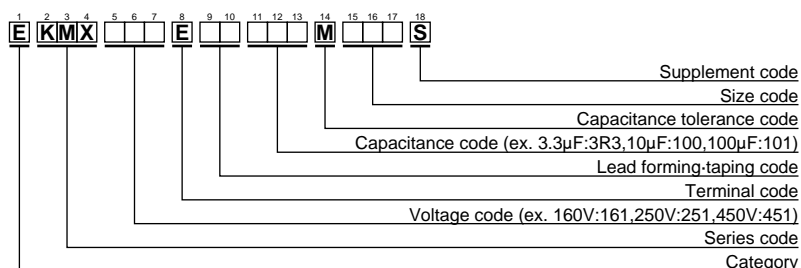 1 2 3 4 5 6 7 8 9 10 11 12 13 14 15 16 17 18
E KMX E M S
Supplement code
Size code
Capacitance tolerance code
Capacitance code (ex. 3.3μF:3R3,10μF:100,100μF:101)
Lead forming·taping code
Terminal code
Voltage code (ex. 160V:161,250V:251,450V:451)
Series code
Category